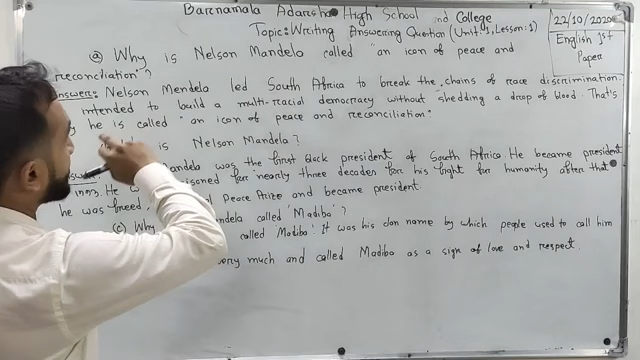 Barenamala Adarsha High School and College
22/10/2020
Topic: Writing Answering Question (Unit: 1, Lesson: 1)
English 1st
Paper
(a) Why is Nelson Mandela called "an icon of peace and
reconciliation"?
Answer: Nelson Mendela led South Africa to break the chains of race discrimination.
intended to build a multi-racial democracy without shedding a drop of blood. That's
he is called "an icon of peace and reconciliation."
is Nelson Mandela?
Mandela was the first black president of South Africa. He became president
1993. He for nearly three decades for his fight for humanity after that
he was freed, Peace Prize and became president.
(c) Why Mandela called 'Madiba'?
called 'Madiba'. It was his clan name by which people used to call him
very much and called Madiba as a sign of love and respect.